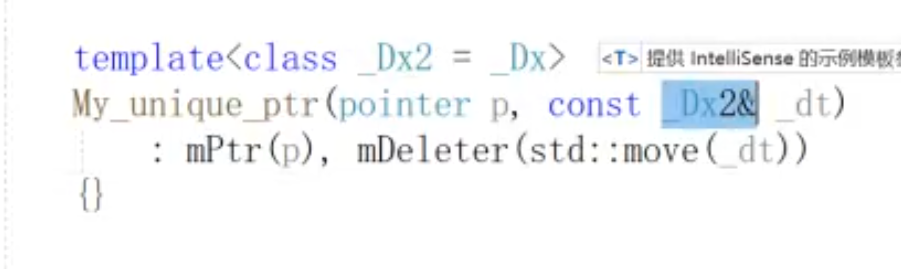 template<class _Dx2 = _Dx> <T> 提供 IntelliSense 的示例模板
My_unique_ptr(pointer p, const _Dx2& _dt)
: mPtr(p), mDeleter(std::move(_dt))
{}